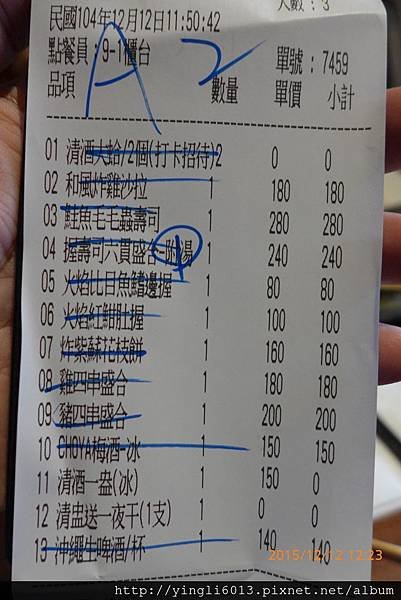 人數：3
民國104年12月12日11:50:42
點餐員：9-1櫃台 單號：7459
A2
品項 數量 單價 小計
01 清酒大蛤/2個(打卡招待)2 0 0
02 和風炸雞沙拉 1 180 180
03 鮭魚毛毛蟲壽司 1 280 280
04 握壽司六貫盛合-附湯 1 240 240
05 火焰比目魚鰭邊握 1 80 80
06 火焰紅魽肚握 1 100 100
07 炸紫蘇花枝餅 1 160 160
08 雞四串盛合 1 180 180
09 豬四串盛合 1 200 200
10 CHOYA梅酒-冰 1 150 150
11 清酒一盎(冰) 1 150 0
12 清盅送一夜干(1支) 1 0 0
13 沖繩生啤酒/杯 1 140 140
2015/12/12 12:23
http://yingli6013.pixnet.net/album